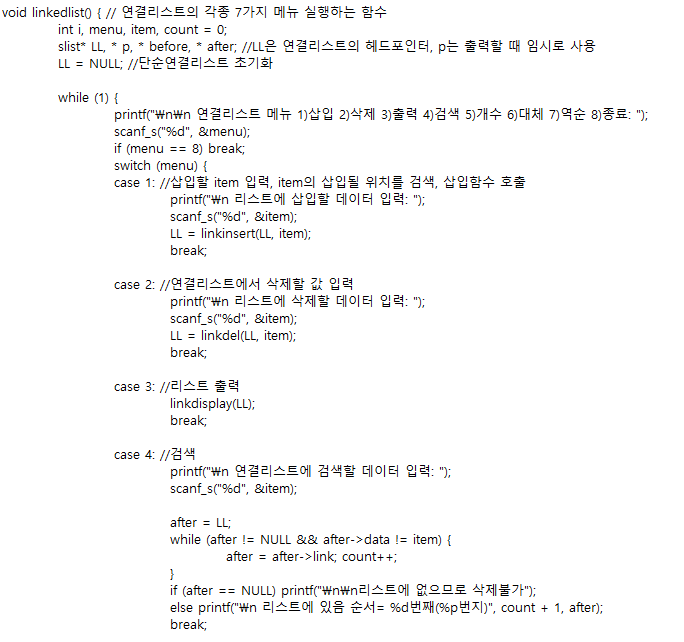 void linkedlist() { // 연결리스트의 각종 7가지 메뉴 실행하는 함수
int i, menu, item, count = 0;
slist* LL, * p, * before, * after; //LL은 연결리스트의 헤드포인터, p는 출력할 때 임시로 사용
LL = NULL; //단순연결리스트 초기화
while (1) {
printf("₩n₩n 연결리스트 메뉴 1)삽입 2)삭제 3)출력 4)검색 5)개수 6)대체 7)역순 8)종료: ");
scanf_s("%d", &menu);
if (menu == 8) break;
switch (menu) {
case 1: //삽입할 item 입력, item의 삽입될 위치를 검색, 삽입함수 호출
printf("₩n 리스트에 삽입할 데이터 입력: ");
scanf_s("%d", &item);
LL = linkinsert(LL, item);
break;
case 2: //연결리스트에서 삭제할 값 입력
printf("₩n 리스트에 삭제할 데이터 입력: ");
scanf_s("%d", &item);
LL = linkdel(LL, item);
break;
case 3: //리스트 출력
linkdisplay(LL);
break;
case 4: //검색
printf("₩n 연결리스트에 검색할 데이터 입력: ");
scanf_s("%d", &item);
after = LL;
while (after != NULL && after->data != item) {
after = after->link; count++;
}
if (after == NULL) printf("₩n₩n리스트에 없으므로 삭제불가");
else printf("₩n 리스트에 있음 순서= %d번째(%p번지)", count + 1, after);
break;